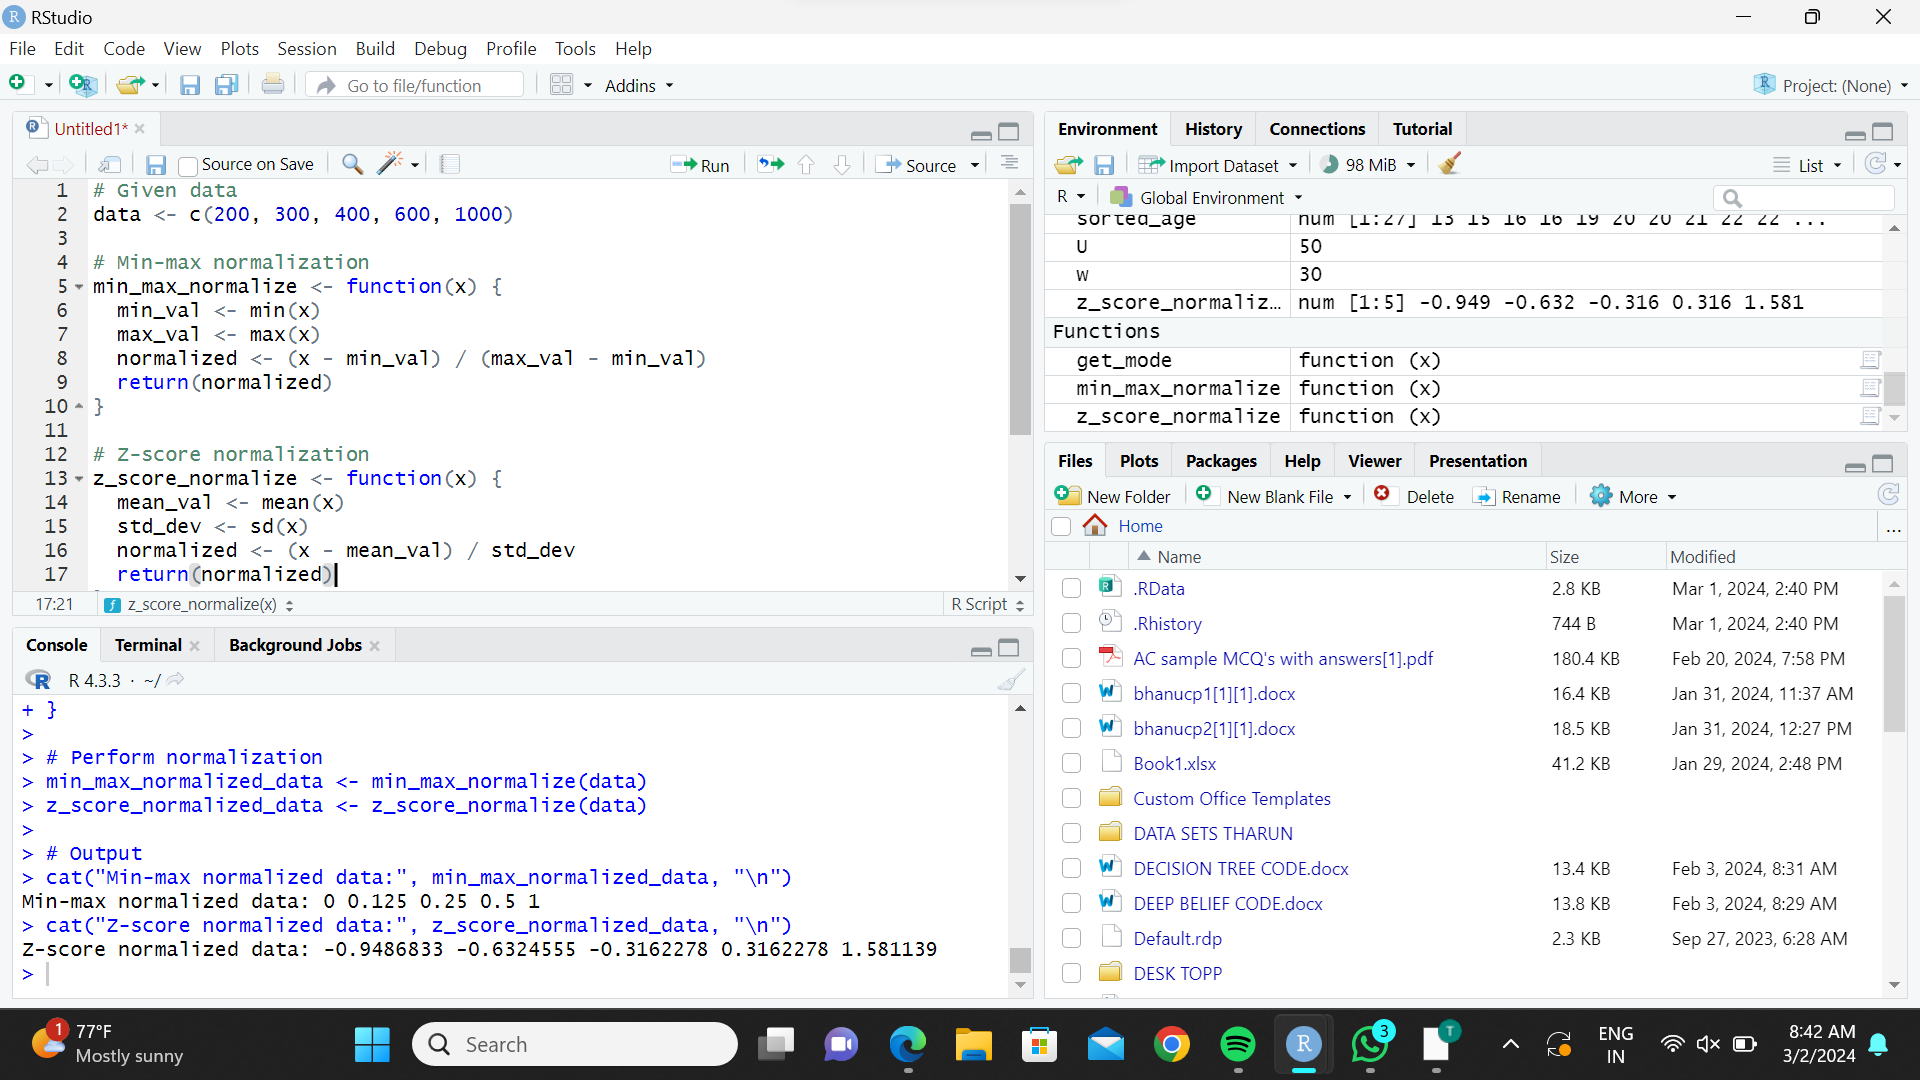 RStudio
File Edit Code View Plots Session Build Debug Profile Tools Help
Go to file/function Addins Project: (None)
Untitled1*
Source on Save Run Source
1 # Given data
2 data <- c(200, 300, 400, 600, 1000)
3
4 # Min-max normalization
5 min_max_normalize <- function(x) {
6 min_val <- min(x)
7 max_val <- max(x)
8 normalized <- (x - min_val) / (max_val - min_val)
9 return(normalized)
10 }
11
12 # Z-score normalization
13 z_score_normalize <- function(x) {
14 mean_val <- mean(x)
15 std_dev <- sd(x)
16 normalized <- (x - mean_val) / std_dev
17 return(normalized)
17:21 z_score_normalize(x) R Script
Console Terminal Background Jobs
R 4.3.3 · ~/
+ }
>
> # Perform normalization
> min_max_normalized_data <- min_max_normalize(data)
> z_score_normalized_data <- z_score_normalize(data)
>
> # Output
> cat("Min-max normalized data:", min_max_normalized_data, "\n")
Min-max normalized data: 0 0.125 0.25 0.5 1
> cat("Z-score normalized data:", z_score_normalized_data, "\n")
Z-score normalized data: -0.9486833 -0.6324555 -0.3162278 0.3162278 1.581139
>
Environment History Connections Tutorial
Import Dataset 98 MiB List
R Global Environment
sorted_age num [1:27] 13 15 16 16 19 20 20 21 22 22 ...
U 50
w 30
z_score_normaliz… num [1:5] -0.949 -0.632 -0.316 0.316 1.581
Functions
get_mode function (x)
min_max_normalize function (x)
z_score_normalize function (x)
Files Plots Packages Help Viewer Presentation
New Folder New Blank File Delete Rename More
Home ...
Name Size Modified
.RData 2.8 KB Mar 1, 2024, 2:40 PM
.Rhistory 744 B Mar 1, 2024, 2:40 PM
AC sample MCQ's with answers[1].pdf 180.4 KB Feb 20, 2024, 7:58 PM
bhanucp1[1][1].docx 16.4 KB Jan 31, 2024, 11:37 AM
bhanucp2[1][1].docx 18.5 KB Jan 31, 2024, 12:27 PM
Book1.xlsx 41.2 KB Jan 29, 2024, 2:48 PM
Custom Office Templates
DATA SETS THARUN
DECISION TREE CODE.docx 13.4 KB Feb 3, 2024, 8:31 AM
DEEP BELIEF CODE.docx 13.8 KB Feb 3, 2024, 8:29 AM
Default.rdp 2.3 KB Sep 27, 2023, 6:28 AM
DESK TOPP
1 77°F
Mostly sunny
Search
R 3 T
ENG
IN
8:42 AM
3/2/2024